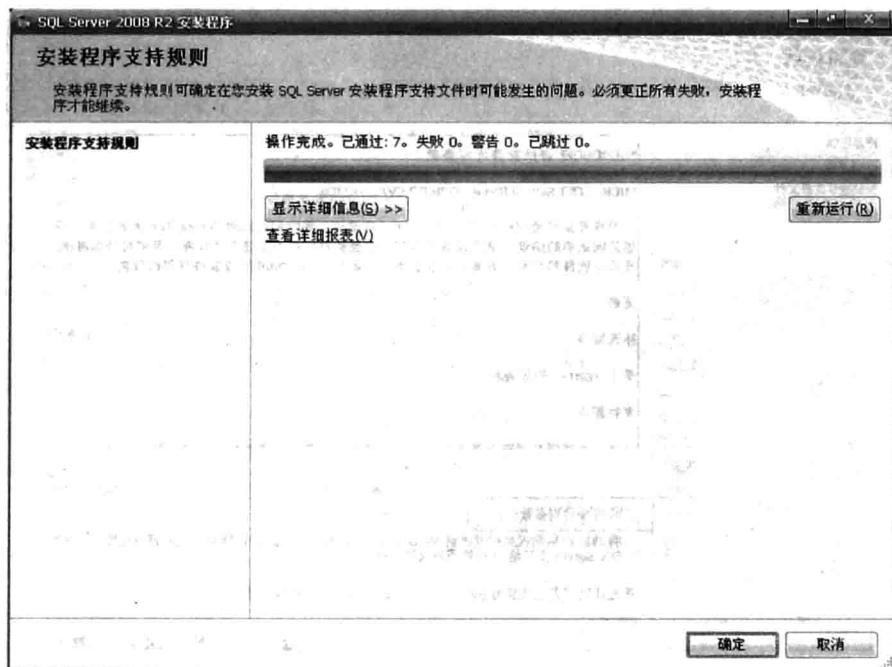 SQL Server 2008 R2 安装程序
安装程序支持规则
安装程序支持规则可确定在您安装 SQL Server 安装程序支持文件时可能发生的问题。必须更正所有失败，安装程
序才能继续。
安装程序支持规则
操作完成。已通过: 7。失败 0。警告 0。已跳过 0。
显示详细信息(S) >>
重新运行(R)
查看详细报表(V)
确定
取消